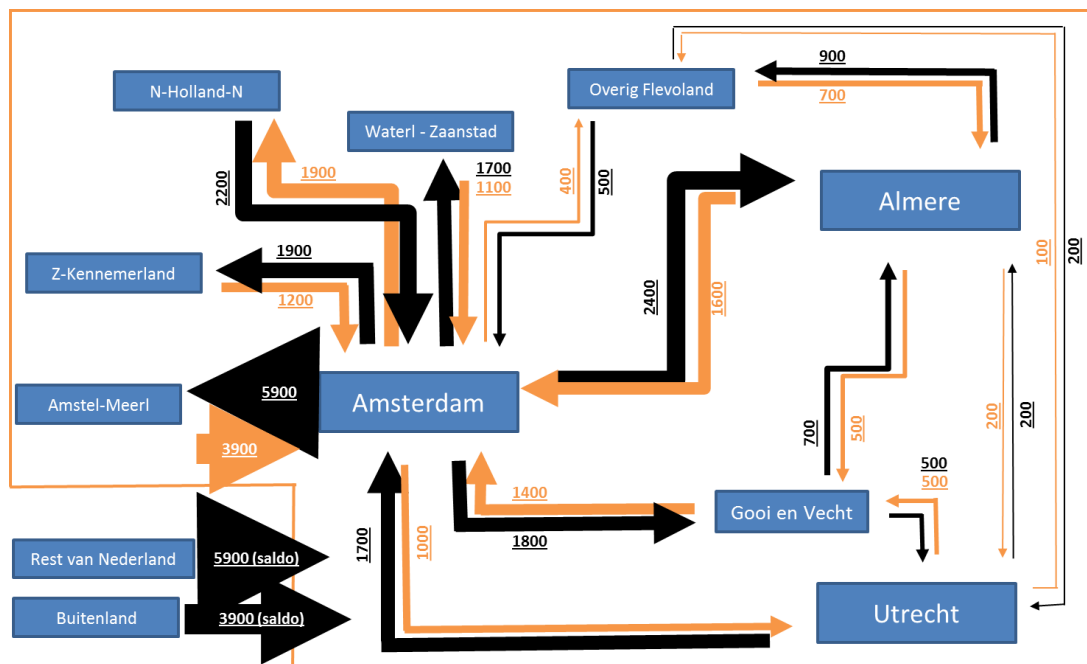 900
Overig Flevoland
N-Holland-N
700
Waterl - Zaanstad
1700
1900
1100
400
500
2200
Almere
100
200
1900
Z-Kennemerland
1200
2400
1600
5900
Amsterdam
Amstel-Meerl
700
500
200
200
3900
500
500
1400
Gooi en Vecht
1800
1700
1000
Rest van Nederland
5900 (saldo)
Buitenland
3900 (saldo)
Utrecht